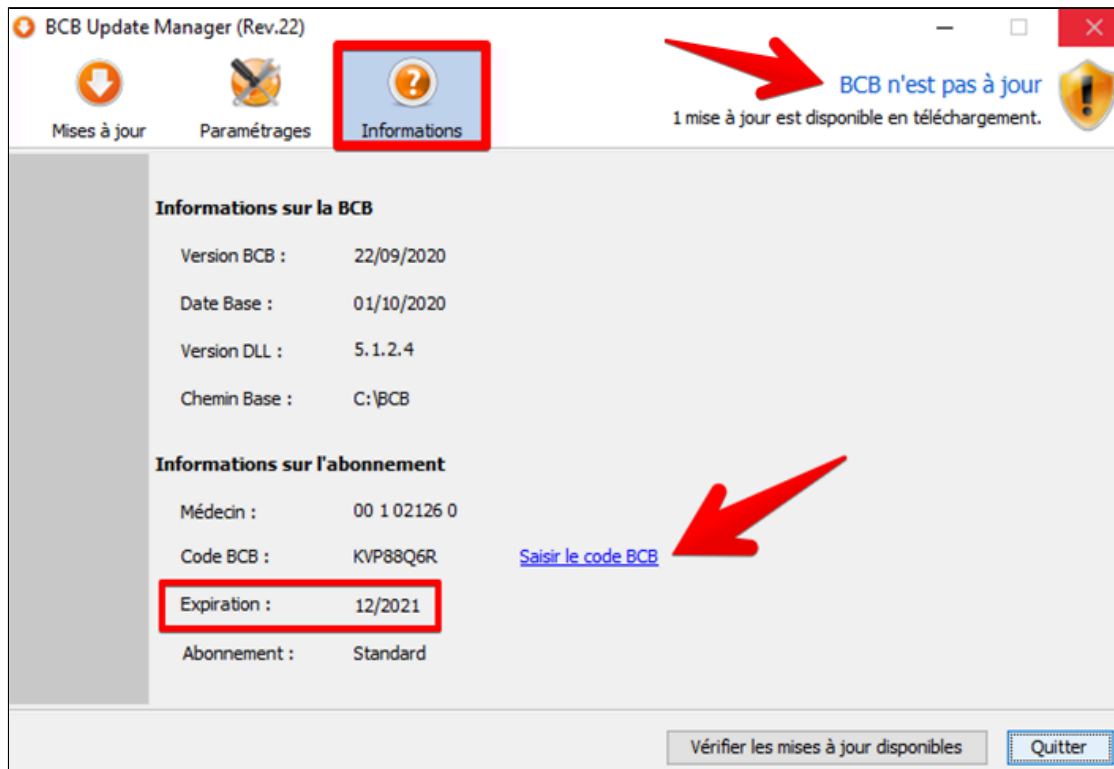 BCB Update Manager (Rev.22)
Mises à jour
Paramétrages
Informations
BCB n'est pas à jour
1 mise à jour est disponible en téléchargement.
Informations sur la BCB
Version BCB : 22/09/2020
Date Base : 01/10/2020
Version DLL : 5.1.2.4
Chemin Base : C:\BCB
Informations sur l'abonnement
Médecin : 00 1 02126 0
Code BCB : KVP88Q6R Saisir le code BCB
Expiration : 12/2021
Abonnement : Standard
Vérifier les mises à jour disponibles Quitter